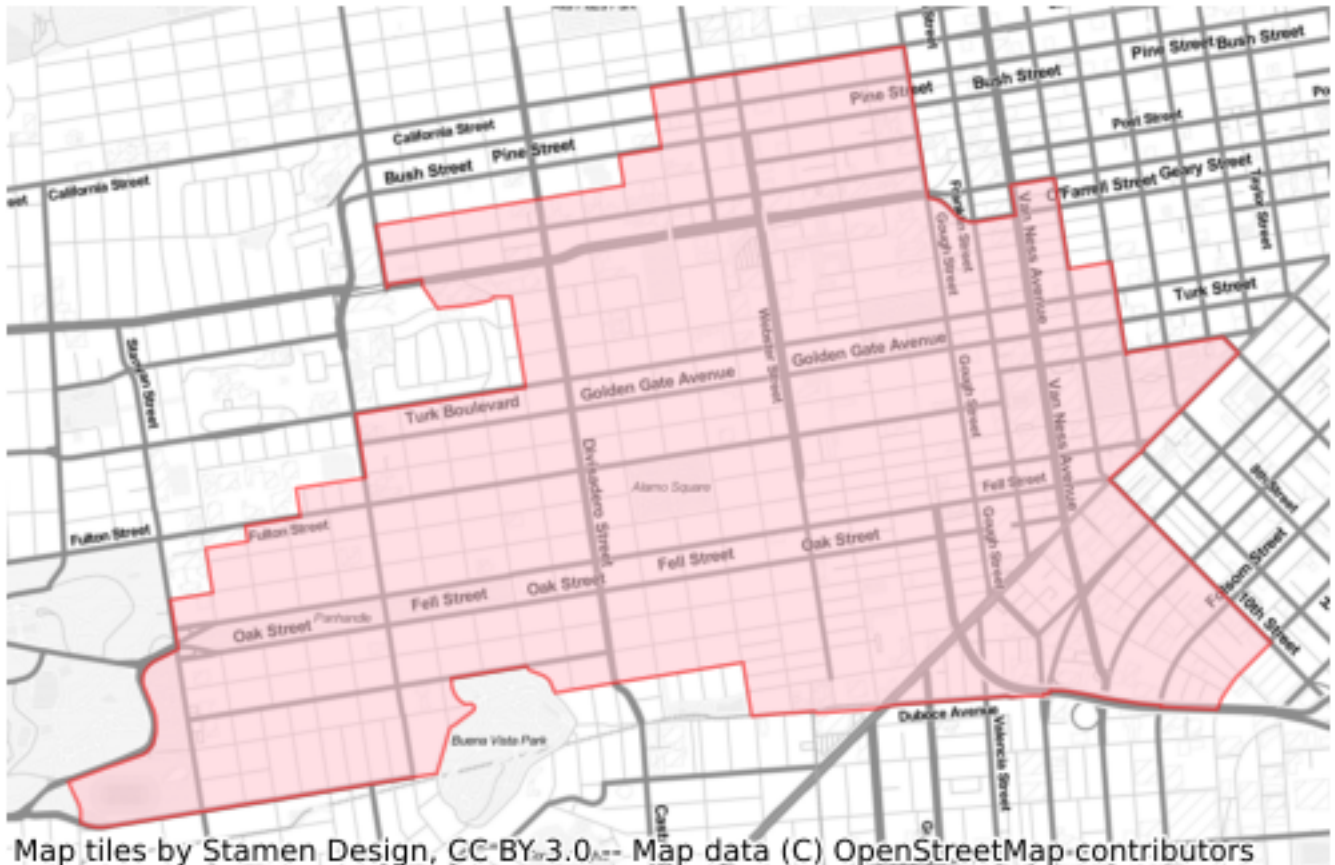 Pine Street
Bush Street
Bush Street
Pine Street
California Street
Post Street
Pine Street
Bush Street
Geary Street
O'Farrell Street
California Street
Taylor Street
Franklin Street
Van Ness Avenue
Gough Street
Turk Street
Stanyan Street
Webster Street
Golden Gate Avenue
Golden Gate Avenue
Turk Boulevard
Gough Street
Van Ness Avenue
Divisadero Street
Alamo Square
Fell Street
8th Street
Fulton Street
Fulton Street
Gough Street
Oak Street
Fell Street
Folsom Street
Oak Street
Fell Street
10th Street
Panhandle
Oak Street
Duboce Avenue
Valencia Street
Buena Vista Park
Map tiles by Stamen Design, CC BY 3.0 -- Map data (C) OpenStreetMap contributors